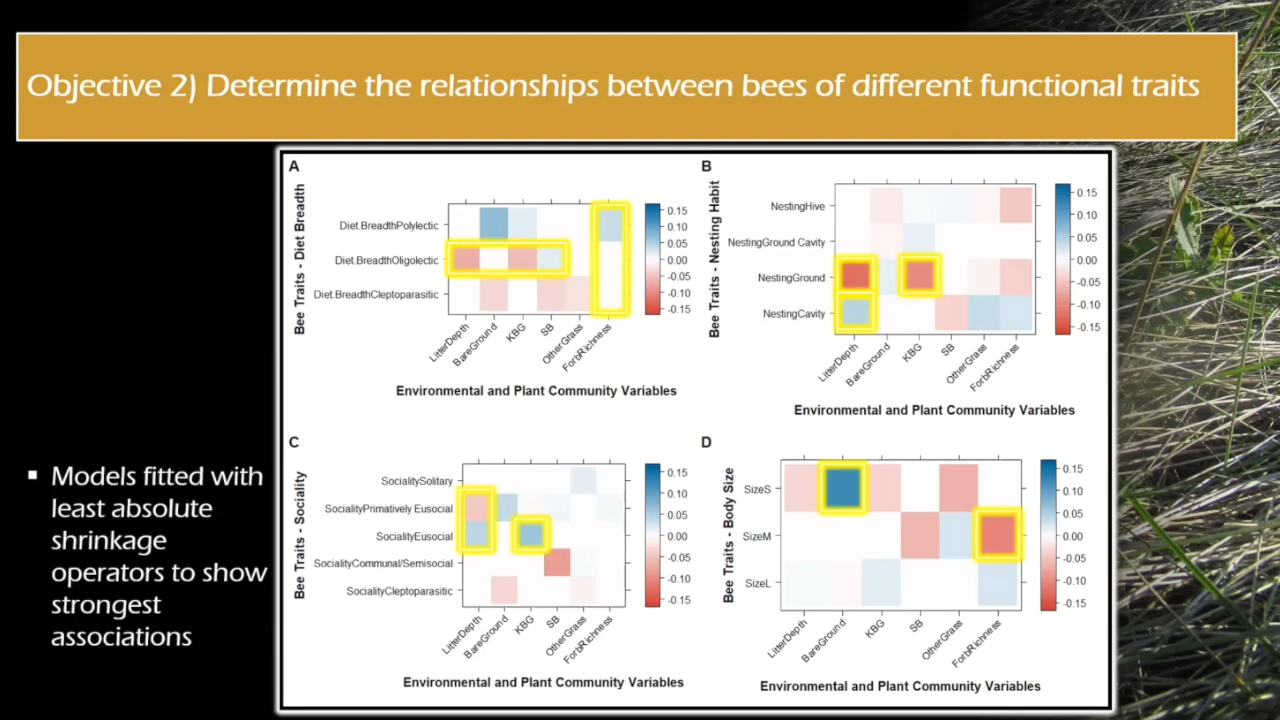 Objective 2) Determine the relationships between bees of different functional traits
A
Bee Traits - Diet Breadth
Diet.BreadthPolylectic
Diet.BreadthOligolectic
Diet.BreadthCleptoparasitic
LitterDepth
BareGround
KBG
SB
OtherGrass
ForbRichness
0.15
0.10
0.05
0.00
-0.05
-0.10
-0.15
Environmental and Plant Community Variables
B
Bee Traits - Nesting Habit
NestingHive
NestingGround Cavity
NestingGround
NestingCavity
LitterDepth
BareGround
KBG
SB
OtherGrass
ForbRichness
0.15
0.10
0.05
0.00
-0.05
-0.10
-0.15
Environmental and Plant Community Variables
C
Bee Traits - Sociality
SocialitySolitary
SocialityPrimatively Eusocial
SocialityEusocial
SocialityCommunal/Semisocial
SocialityCleptoparasitic
LitterDepth
BareGround
KBG
SB
OtherGrass
ForbRichness
0.15
0.10
0.05
0.00
-0.05
-0.10
-0.15
Environmental and Plant Community Variables
D
Bee Traits - Body Size
SizeS
SizeM
SizeL
LitterDepth
BareGround
KBG
SB
OtherGrass
ForbRichness
0.15
0.10
0.05
0.00
-0.05
-0.10
-0.15
Environmental and Plant Community Variables
▪ Models fitted with
least absolute
shrinkage
operators to show
strongest
associations